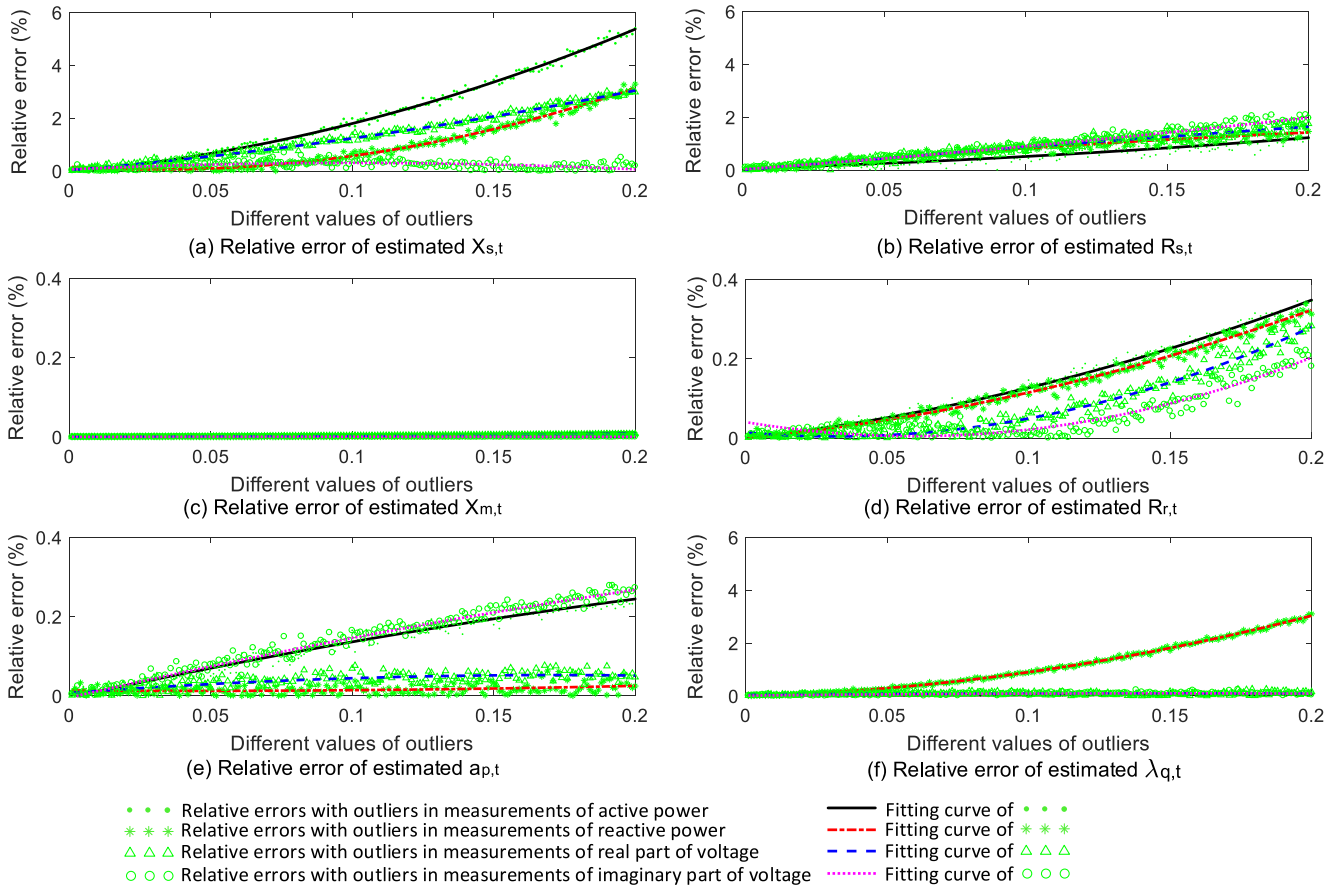 Relative error (%)
6
4
2
0
0
0.05
0.1
0.15
0.2
Different values of outliers
(a) Relative error of estimated Xs,t
Relative error (%)
6
4
2
0
0
0.05
0.1
0.15
0.2
Different values of outliers
(b) Relative error of estimated Rs,t
Relative error (%)
0.4
0.2
0
0
0.05
0.1
0.15
0.2
Different values of outliers
(c) Relative error of estimated Xm,t
Relative error (%)
0.4
0.2
0
0
0.05
0.1
0.15
0.2
Different values of outliers
(d) Relative error of estimated Rr,t
Relative error (%)
0.4
0.2
0
0
0.05
0.1
0.15
0.2
Different values of outliers
(e) Relative error of estimated ap,t
Relative error (%)
6
4
2
0
0
0.05
0.1
0.15
0.2
Different values of outliers
(f) Relative error of estimated λq,t
Relative errors with outliers in measurements of active power
Relative errors with outliers in measurements of reactive power
Relative errors with outliers in measurements of real part of voltage
Relative errors with outliers in measurements of imaginary part of voltage
Fitting curve of
Fitting curve of
Fitting curve of
Fitting curve of